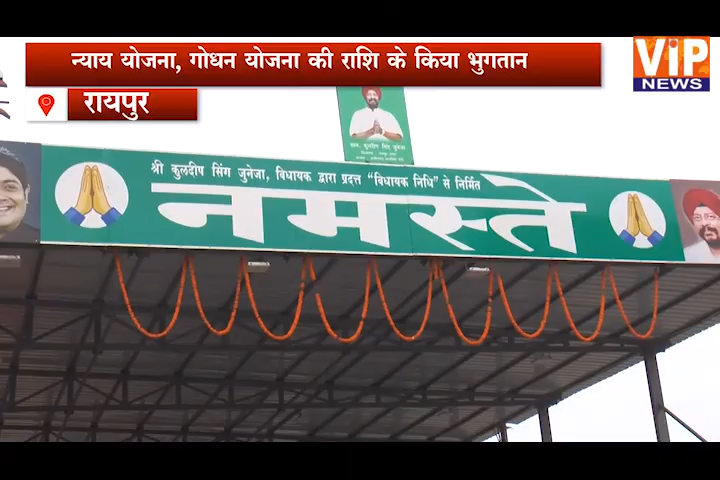 न्याय योजना, गोधन योजना की राशि के किया भुगतान
ViP
NEWS
रायपुर
श्री कुलदीप सिंह जुनेजा, विधायक द्वारा प्रदत्त “विधायक निधि” से निर्मित
नमस्ते